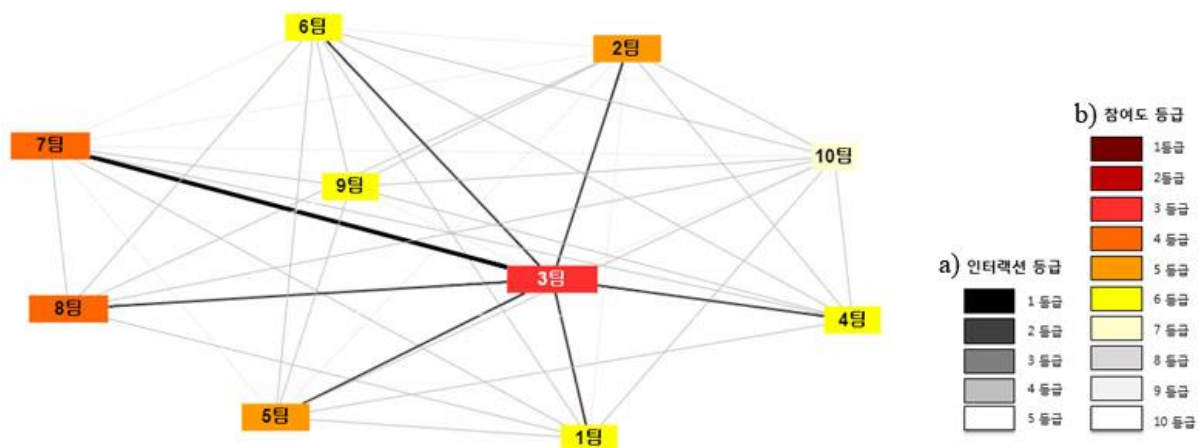 6팀
2팀
7팀
10팀
9팀
3팀
8팀
4팀
5팀
1팀
a) 인터랙션 등급
1 등급
2 등급
3 등급
4 등급
5 등급
b) 참여도 등급
1등급
2등급
3 등급
4 등급
5 등급
6 등급
7 등급
8 등급
9 등급
10 등급